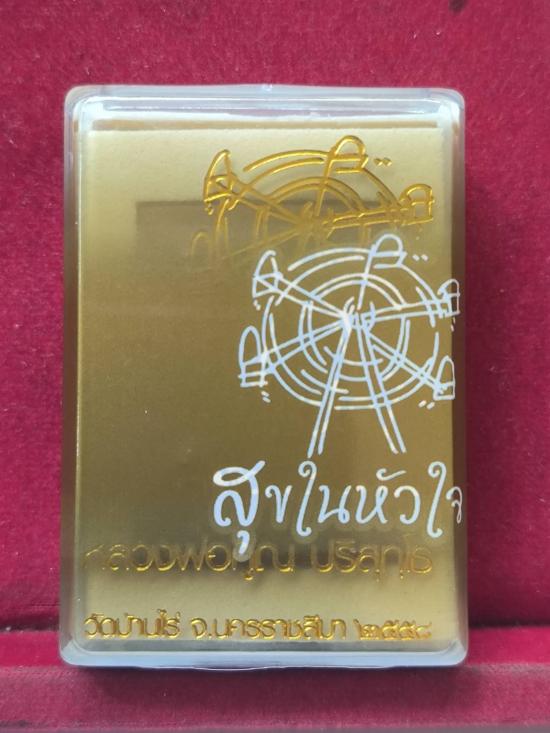 สุขในหัวใจ
หลวงพ่อคูณ ปริสุทฺโธ
วัดบ้านไร่ จ.นครราชสีมา ๒๕๕๘